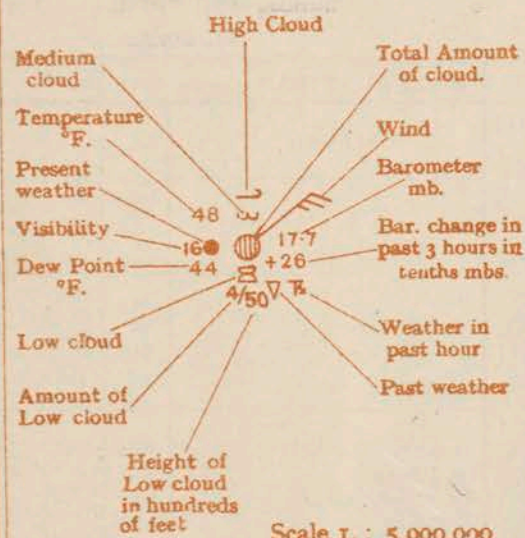 High Cloud
Medium
cloud
Total Amount
of cloud.
Temperature
°F.
Wind
Present
weather
Barometer
mb.
48
Visibility
16
17·7
Bar. change in
past 3 hours in
tenths mbs.
Dew Point
°F.
44
+26
4/50
Low cloud
Weather in
past hour
Amount of
Low cloud
Past weather
Height of
Low cloud
in hundreds
of feet
Scale 1 : 5,000,000